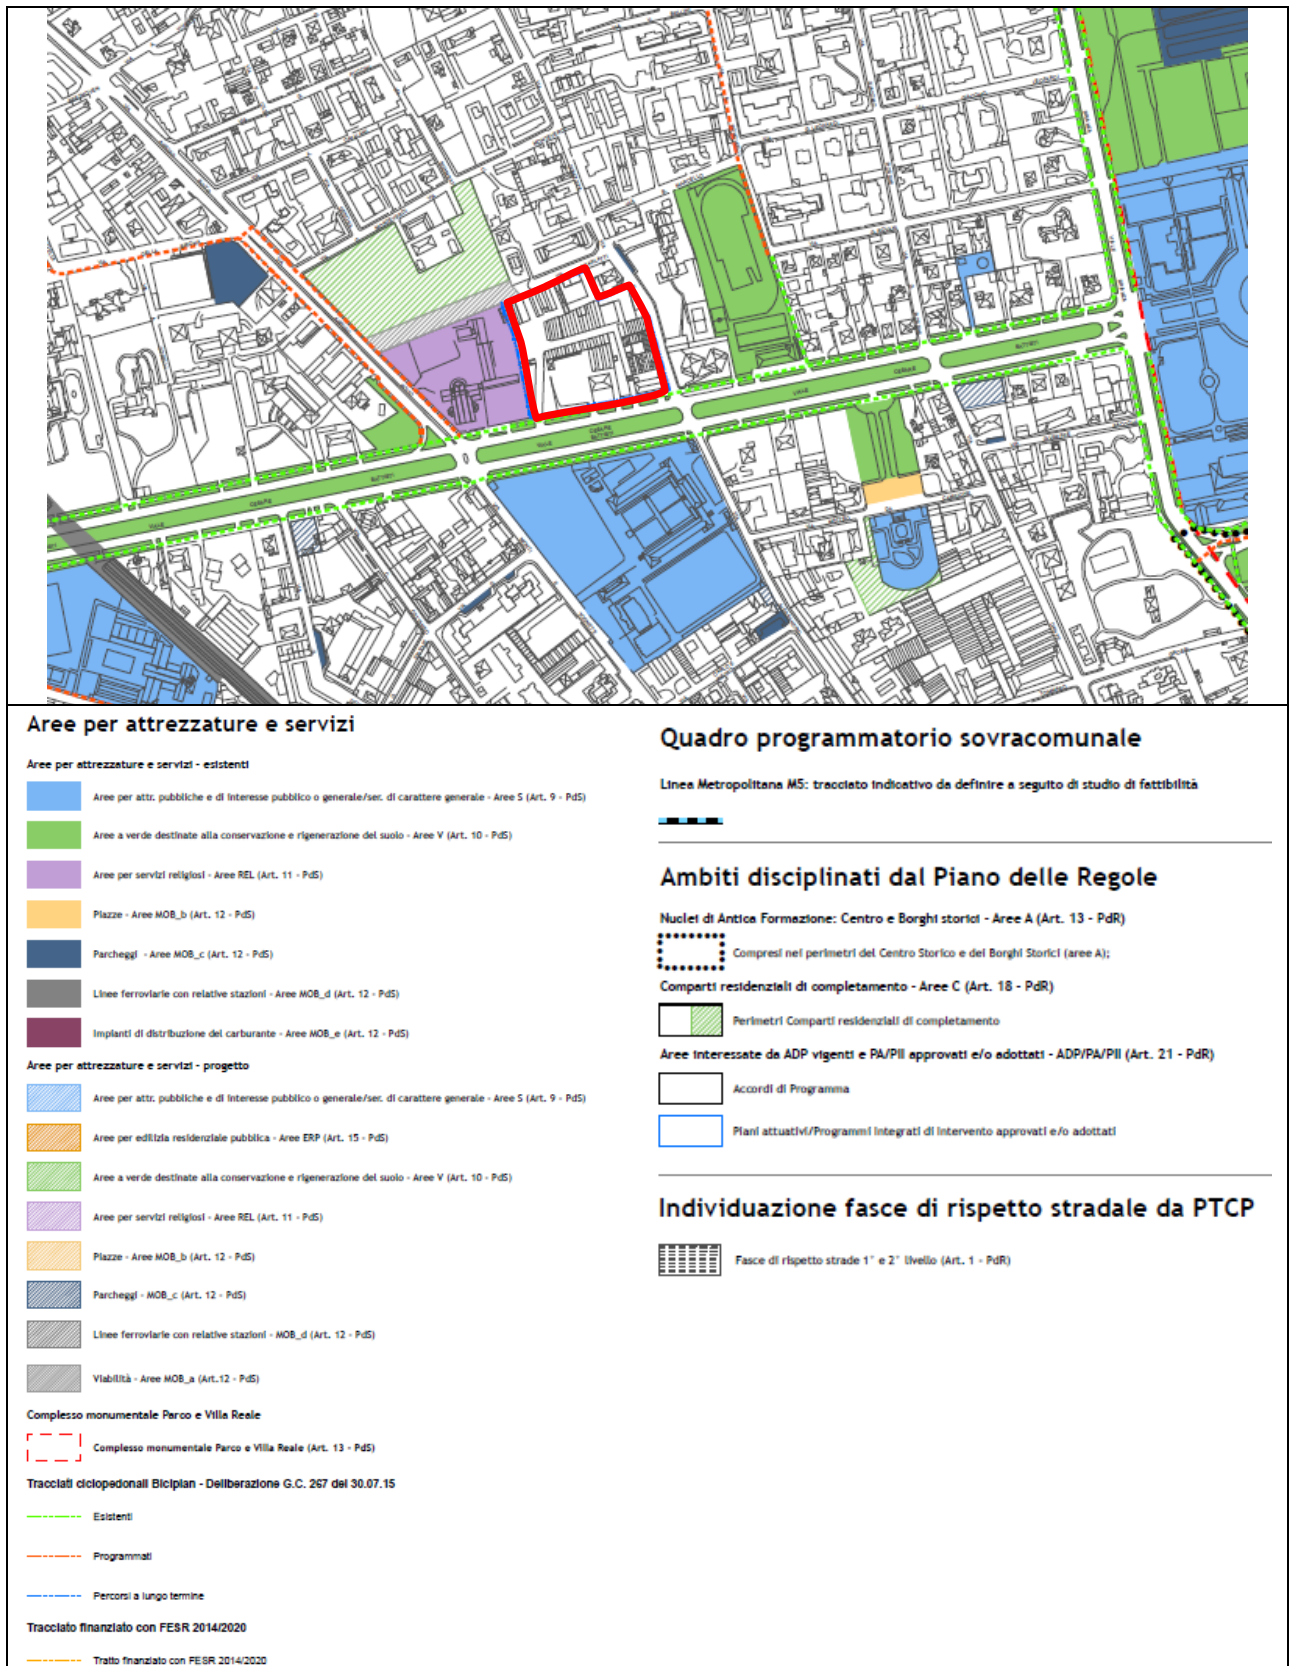 VIALE
CESARE
BATTISTI
VIALE
CESARE
BATTISTI
VIALE
CESARE
BATTISTI
Aree per attrezzature e servizi
Aree per attrezzature e servizi - esistenti
Aree per attr. pubbliche e di interesse pubblico o generale/ser. di carattere generale - Aree S (Art. 9 - PdS)
Aree a verde destinate alla conservazione e rigenerazione del suolo - Aree V (Art. 10 - PdS)
Aree per servizi religiosi - Aree REL (Art. 11 - PdS)
Piazze - Aree MOB_b (Art. 12 - PdS)
Parcheggi - Aree MOB_c (Art. 12 - PdS)
Linee ferroviarie con relative stazioni - Aree MOB_d (Art. 12 - PdS)
Impianti di distribuzione del carburante - Aree MOB_e (Art. 12 - PdS)
Aree per attrezzature e servizi - progetto
Aree per attr. pubbliche e di interesse pubblico o generale/ser. di carattere generale - Aree S (Art. 9 - PdS)
Aree per edilizia residenziale pubblica - Aree ERP (Art. 15 - PdS)
Aree a verde destinate alla conservazione e rigenerazione del suolo - Aree V (Art. 10 - PdS)
Aree per servizi religiosi - Aree REL (Art. 11 - PdS)
Piazze - Aree MOB_b (Art. 12 - PdS)
Parcheggi - MOB_c (Art. 12 - PdS)
Linee ferroviarie con relative stazioni - MOB_d (Art. 12 - PdS)
Viabilità - Aree MOB_a (Art.12 - PdS)
Complesso monumentale Parco e Villa Reale
Complesso monumentale Parco e Villa Reale (Art. 13 - PdS)
Tracciati ciclopedonali Biciplan - Deliberazione G.C. 267 del 30.07.15
Esistenti
Programmati
Percorsi a lungo termine
Tracciato finanziato con FESR 2014/2020
Tratto finanziato con FESR 2014/2020
Quadro programmatorio sovracomunale
Linea Metropolitana M5: tracciato indicativo da definire a seguito di studio di fattibilità
Ambiti disciplinati dal Piano delle Regole
Nuclei di Antica Formazione: Centro e Borghi storici - Aree A (Art. 13 - PdR)
Compresi nei perimetri del Centro Storico e dei Borghi Storici (aree A);
Comparti residenziali di completamento - Aree C (Art. 18 - PdR)
Perimetri Comparti residenziali di completamento
Aree interessate da ADP vigenti e PA/PII approvati e/o adottati - ADP/PA/PII (Art. 21 - PdR)
Accordi di Programma
Piani attuativi/Programmi integrati di intervento approvati e/o adottati
Individuazione fasce di rispetto stradale da PTCP
Fasce di rispetto strade 1° e 2° livello (Art. 1 - PdR)